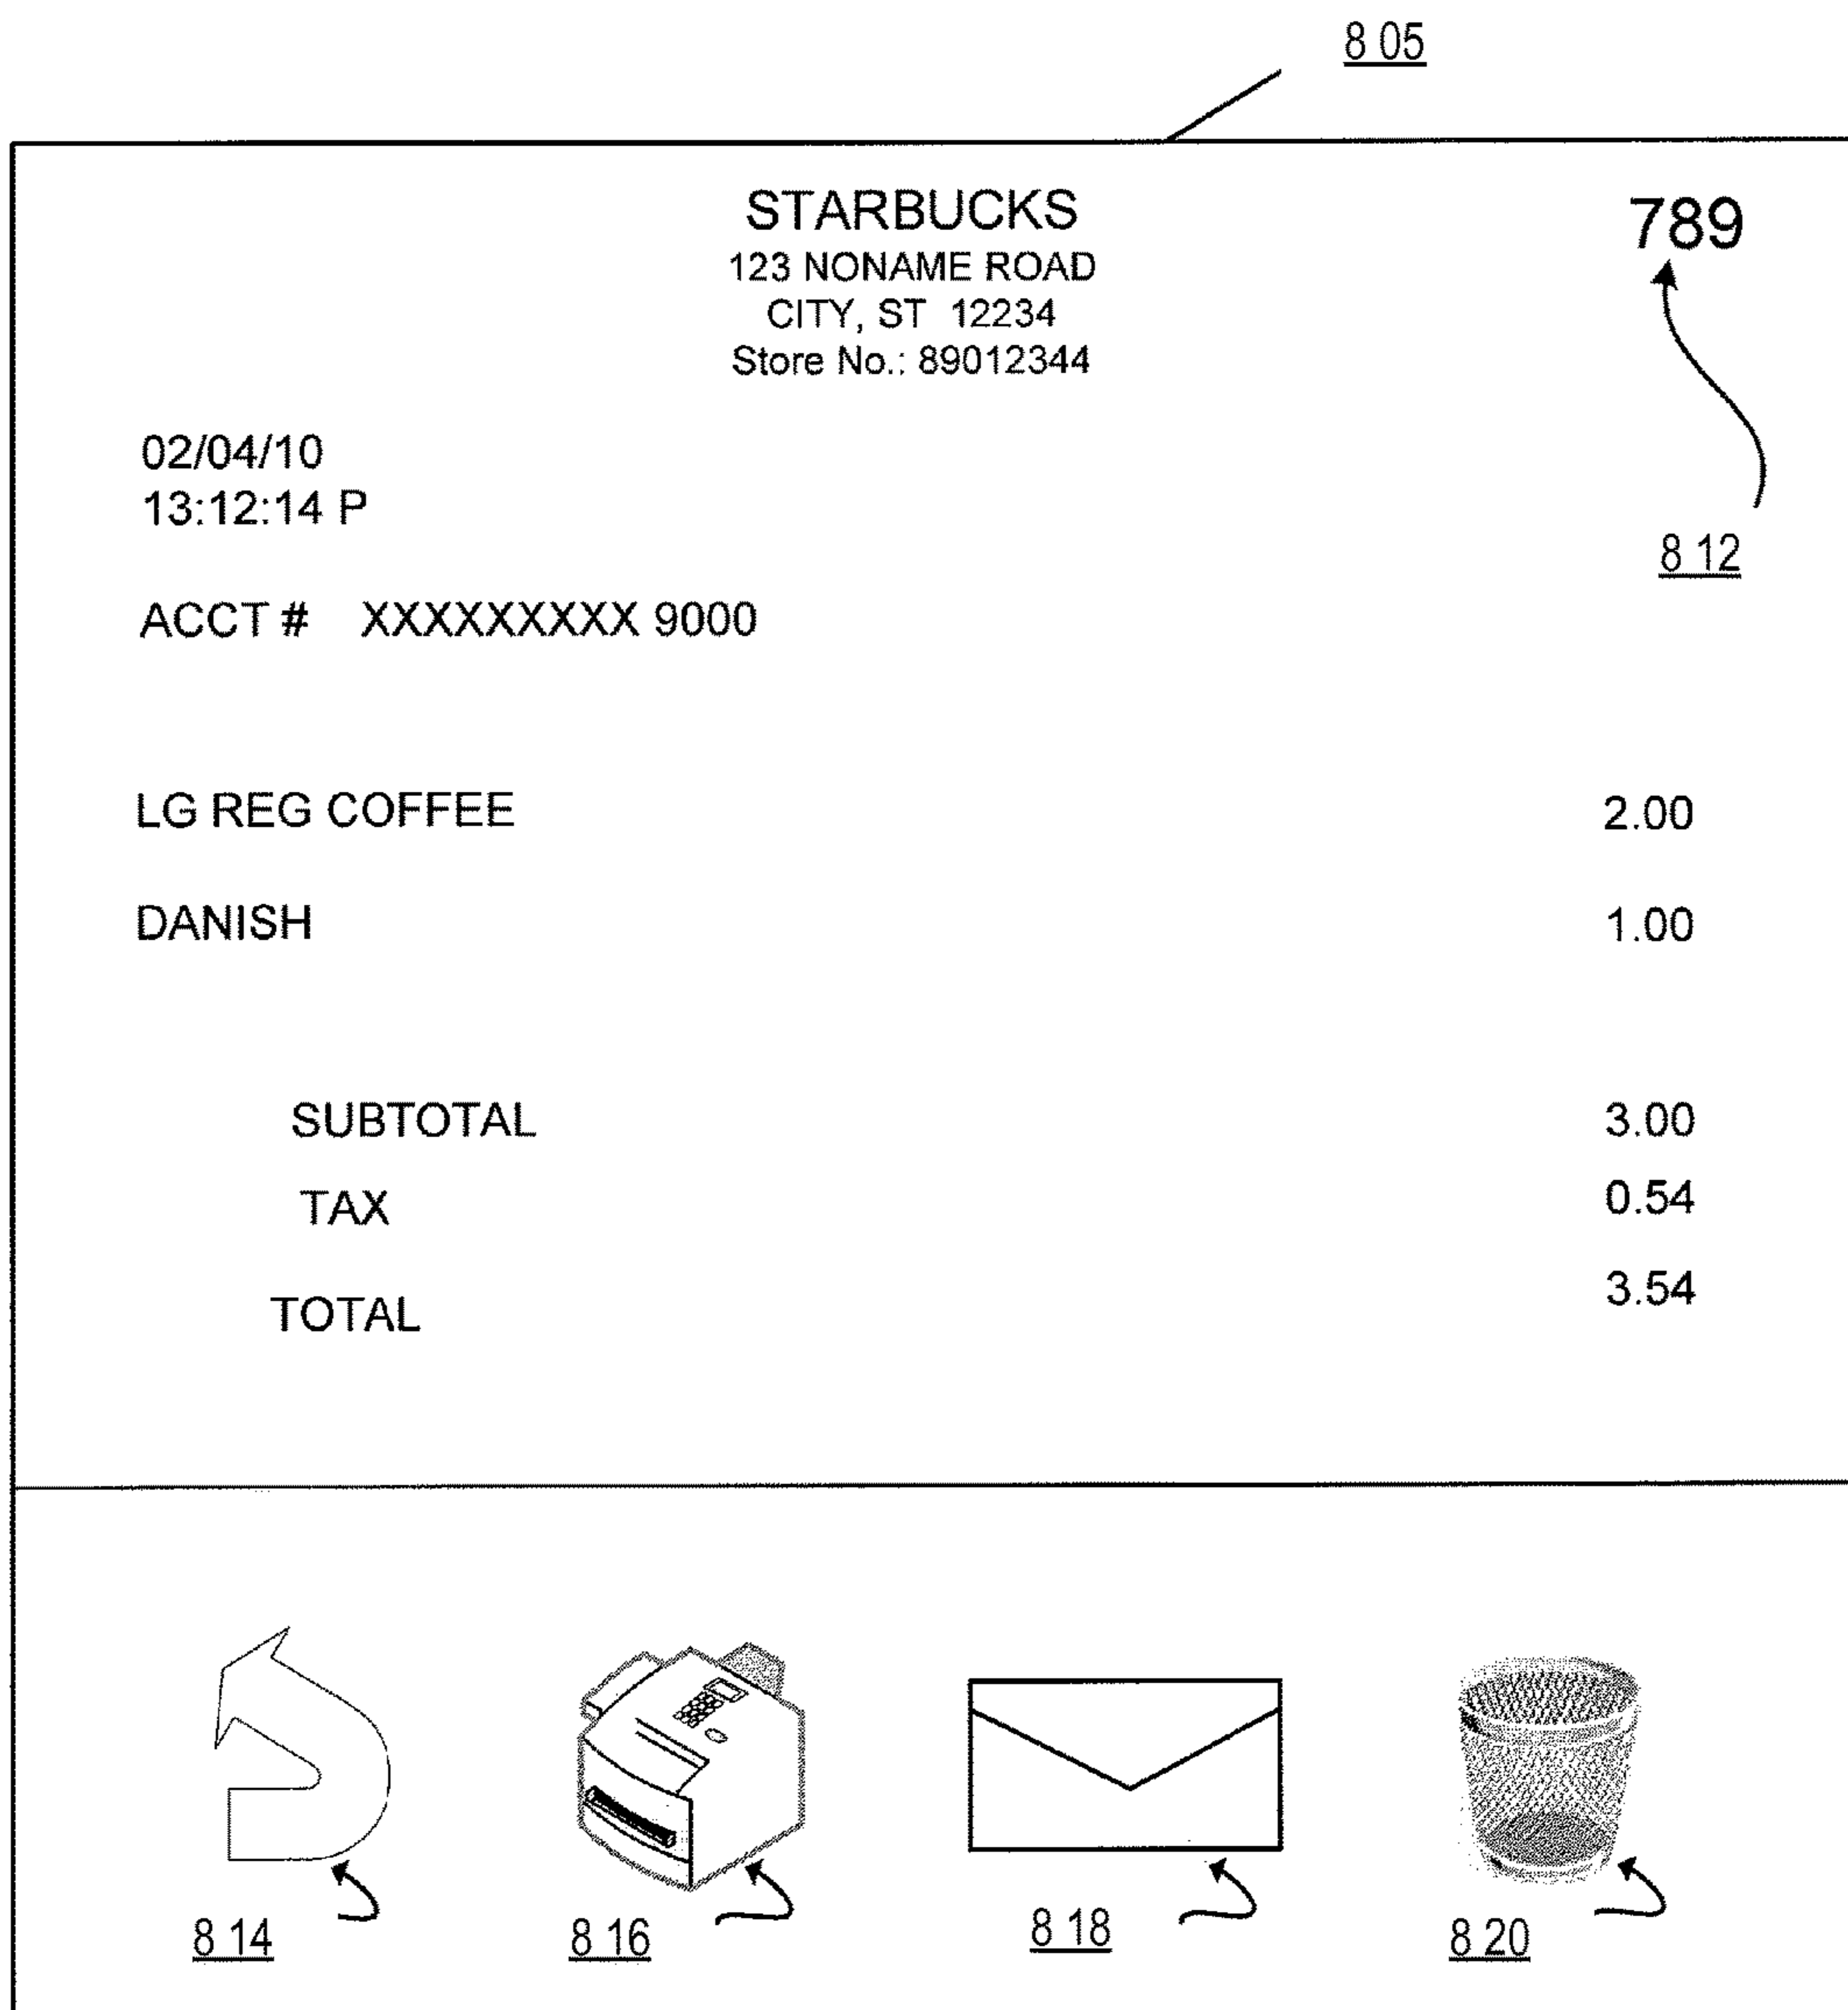 8 05
STARBUCKS
789
123 NONAME ROAD
CITY, ST 12234
Store No.: 89012344
02/04/10
13:12:14 P
8 12
ACCT # XXXXXXXXX 9000
LG REG COFFEE 2.00
DANISH 1.00
SUBTOTAL 3.00
TAX 0.54
TOTAL 3.54
8 14
8 16
8 18
8 20